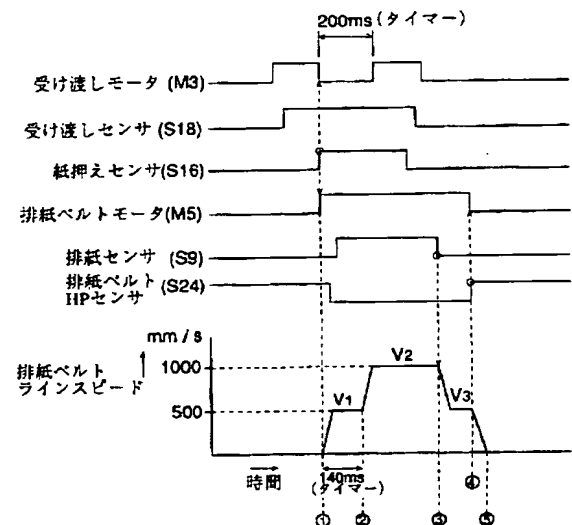 200ms(タイマー)
受け渡しモータ(M3)
受け渡しセンサ(S18)
紙押えセンサ(S16)
排紙ベルトモータ(M5)
排紙センサ(S9)
排紙ベルト
HPセンサ(S24)
mm/s
排紙ベルト
ラインスピード
1000
500
V1
V2
V3
時間
140ms
(タイマー)
① ② ③ ④ ⑤